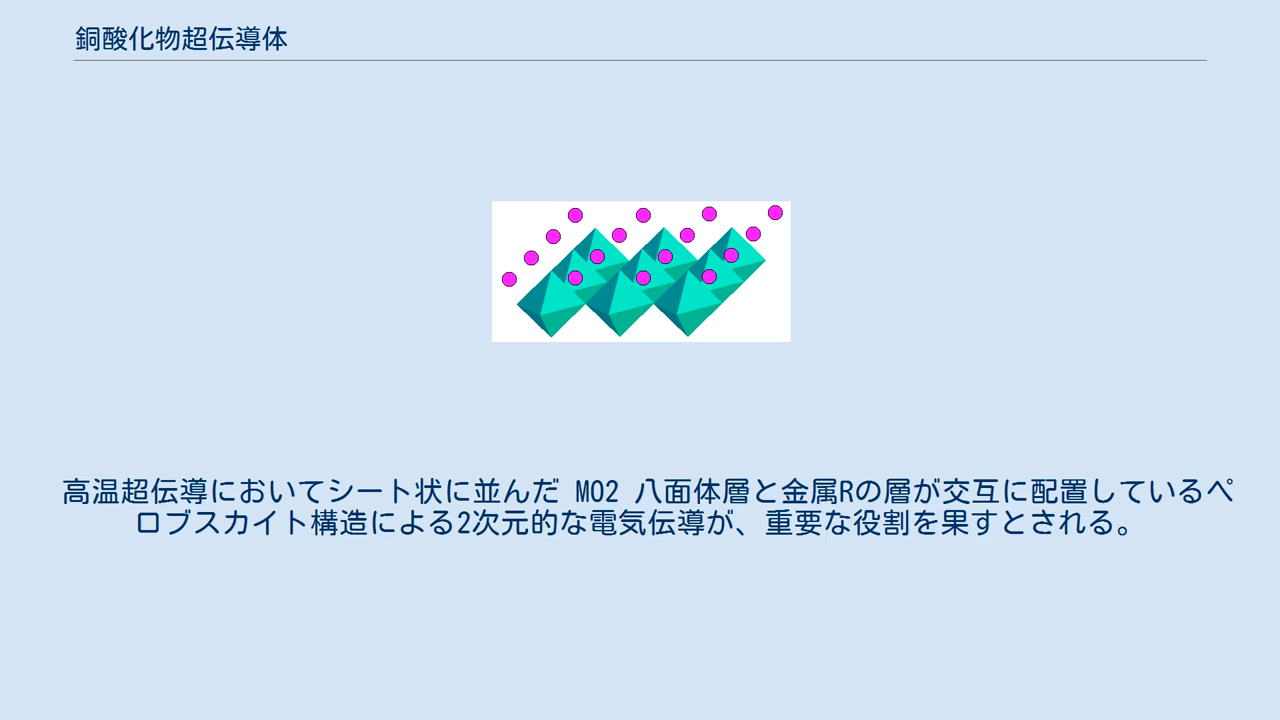 銅酸化物超伝導体
高温超伝導においてシート状に並んだ MO2 八面体層と金属Rの層が交互に配置しているペ
ロブスカイト構造による2次元的な電気伝導が、重要な役割を果すとされる。